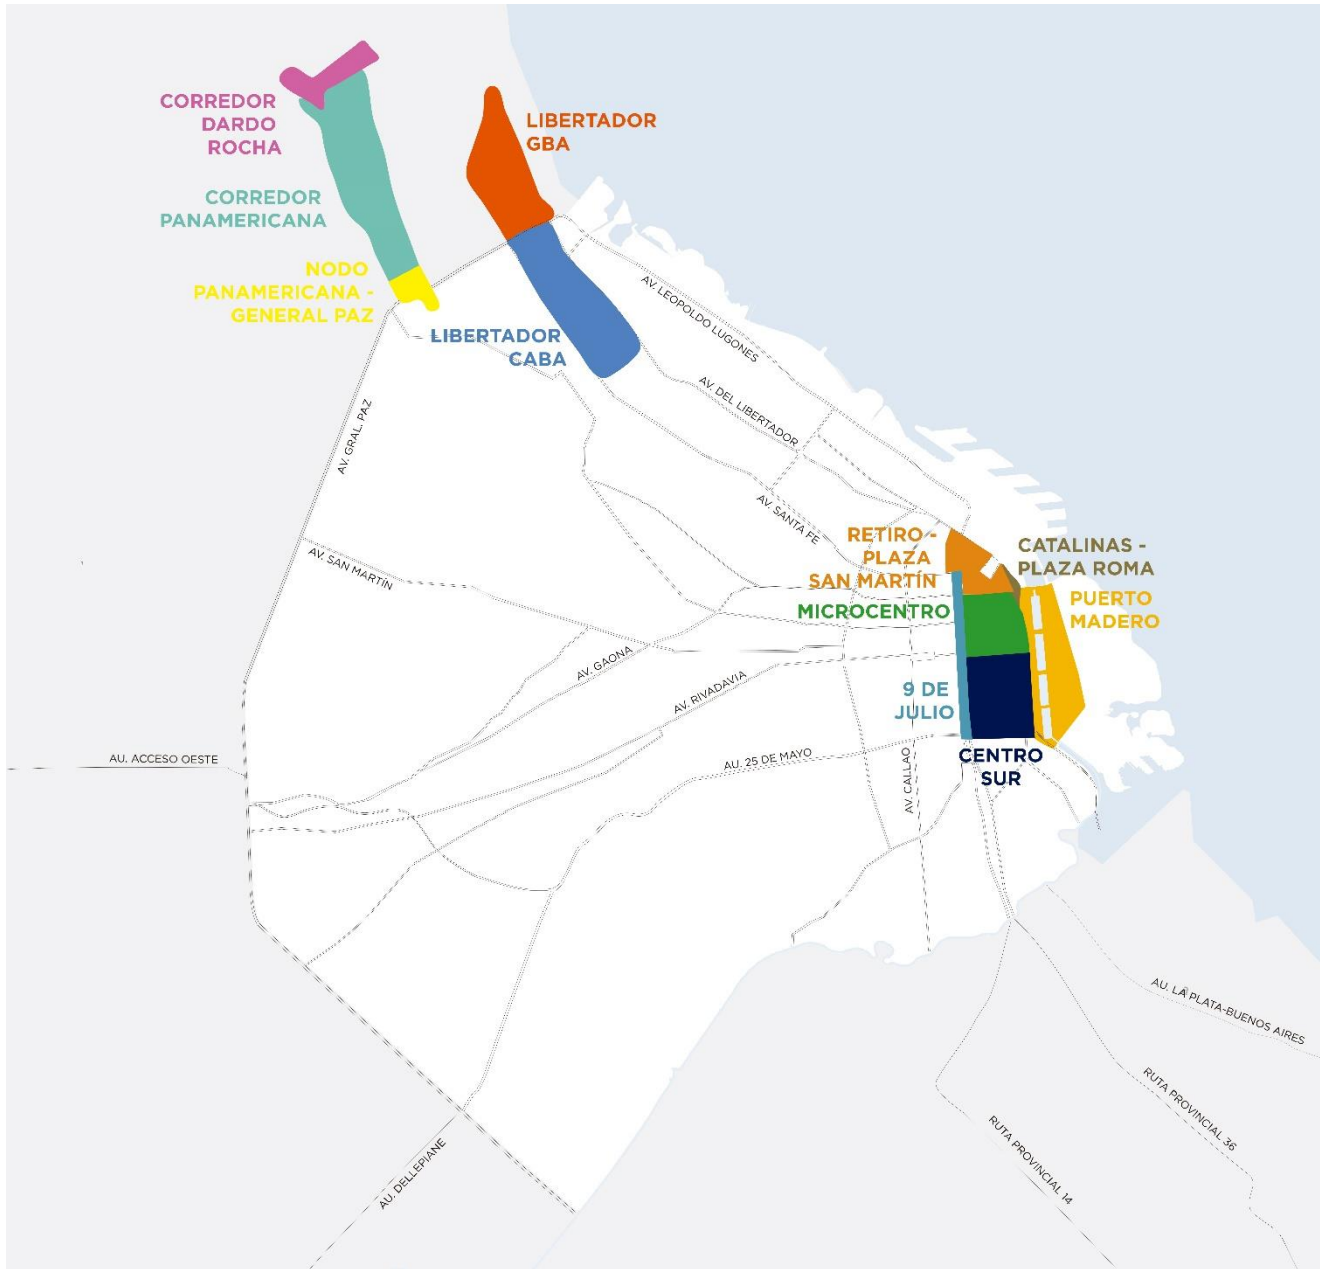 CORREDOR
DARDO
ROCHA
LIBERTADOR
GBA
CORREDOR
PANAMERICANA
NODO
PANAMERICANA -
GENERAL PAZ
LIBERTADOR
CABA
AV. LEOPOLDO LUGONES
AV. DEL LIBERTADOR
AV. GRAL. PAZ
AV. SANTA FE
AV. SAN MARTÍN
RETIRO -
PLAZA
SAN MARTÍN
CATALINAS -
PLAZA ROMA
MICROCENTRO
PUERTO
MADERO
AV. GAONA
AV. RIVADAVIA
9 DE
JULIO
AU. ACCESO OESTE
AU. 25 DE MAYO
AV. CALLAO
CENTRO
SUR
AU. LA PLATA-BUENOS AIRES
RUTA PROVINCIAL 36
RUTA PROVINCIAL 14
AU. DELLEPIANE